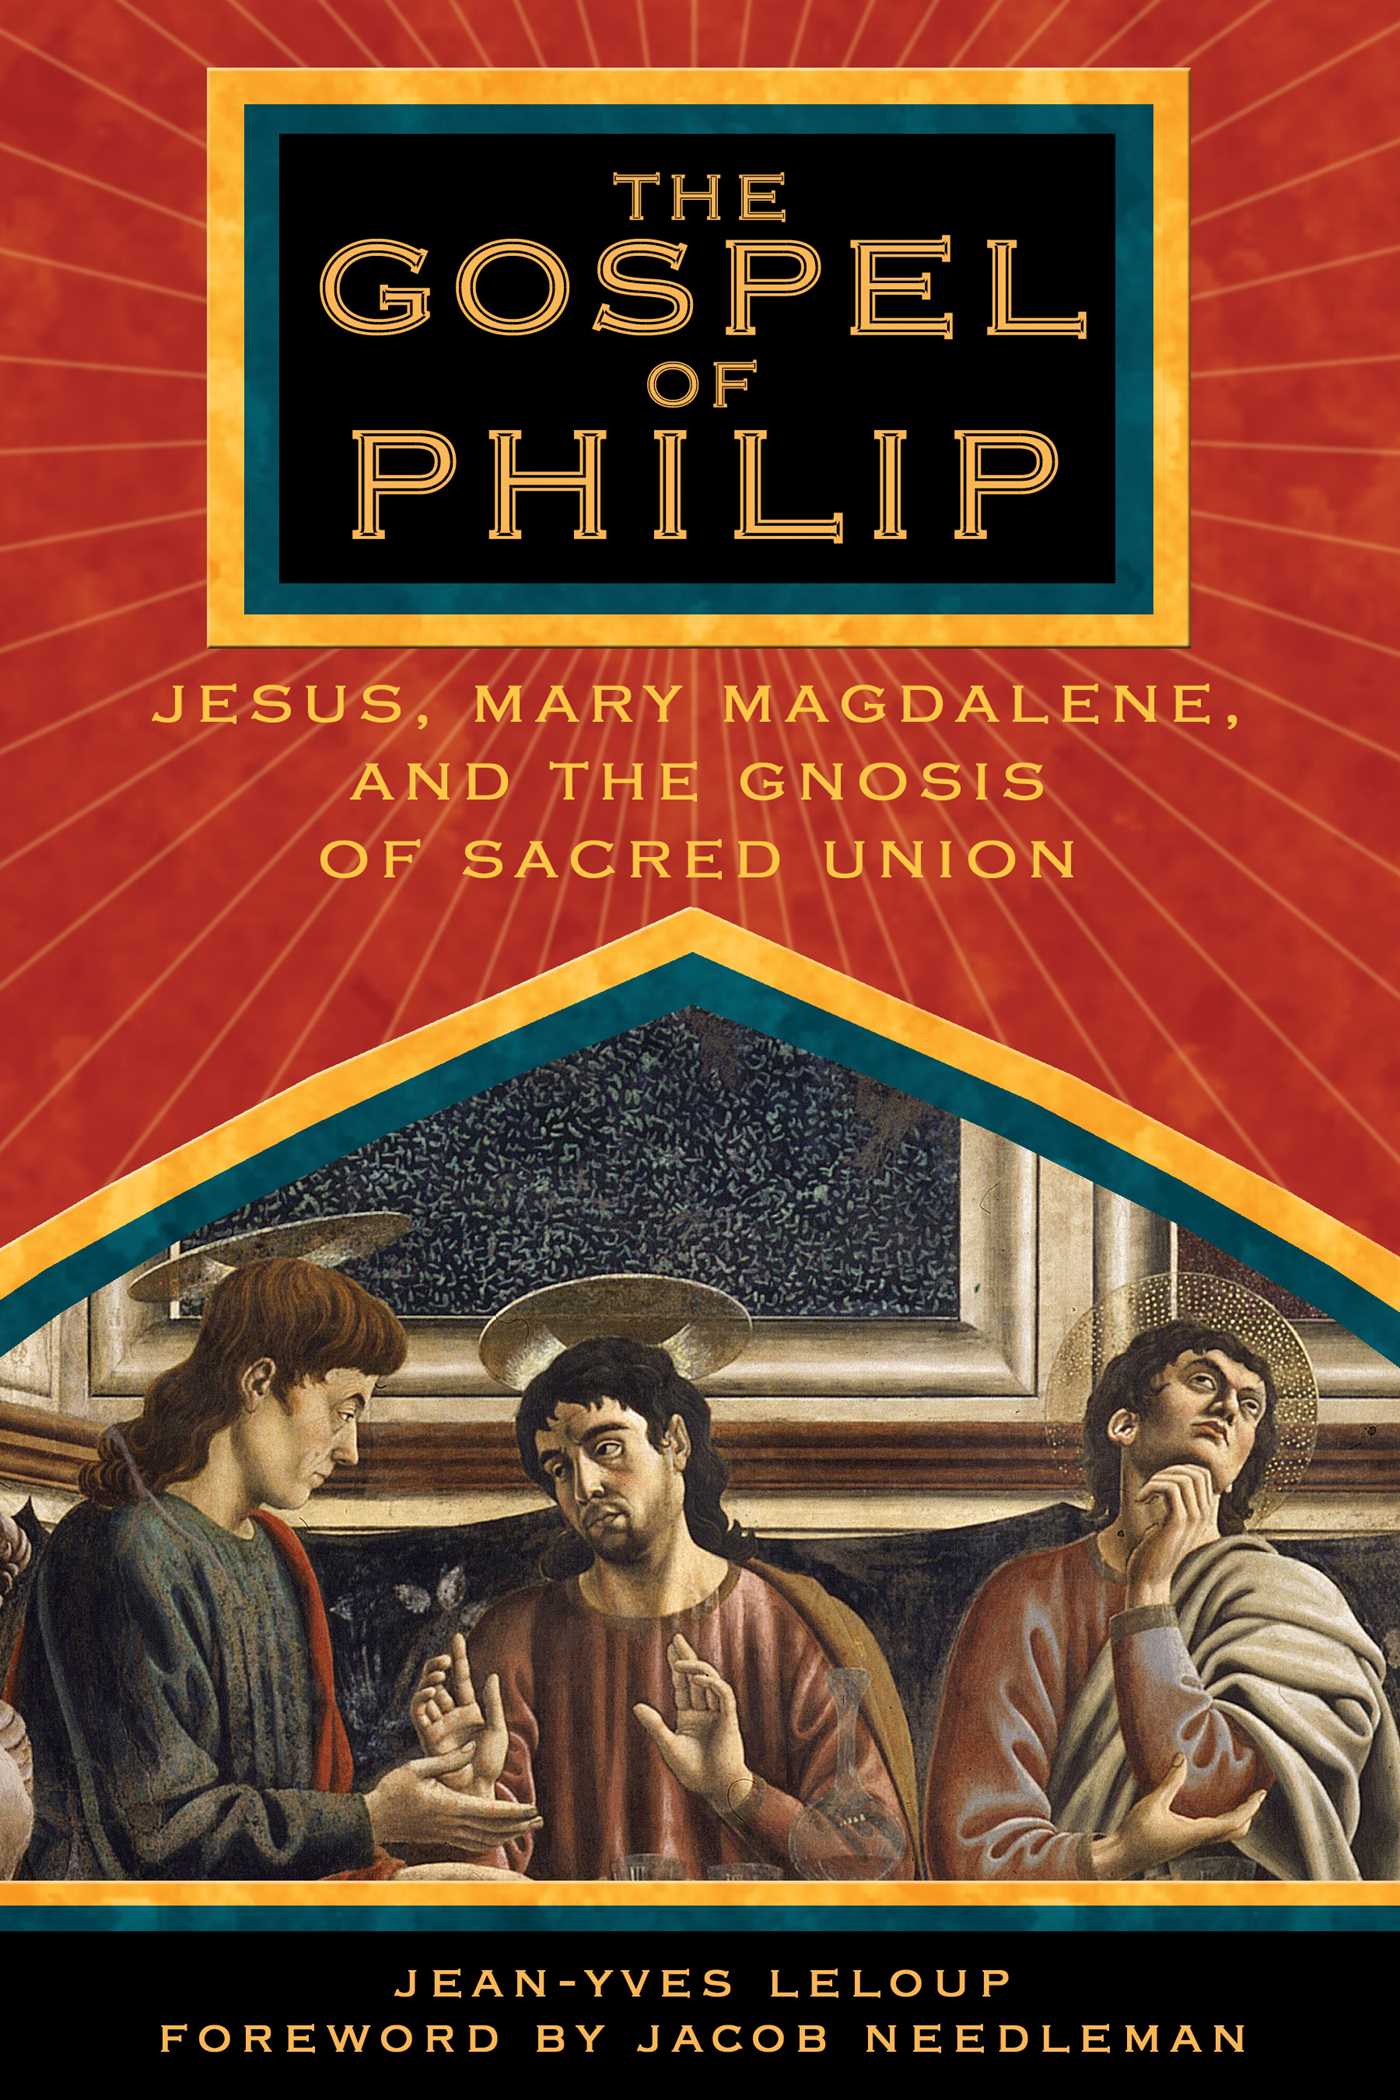 THE
GOSPEL
OF
PHILIP
JESUS, MARY MAGDALENE,
AND THE GNOSIS
OF SACRED UNION
JEAN-YVES LELOUP
FOREWORD BY JACOB NEEDLEMAN